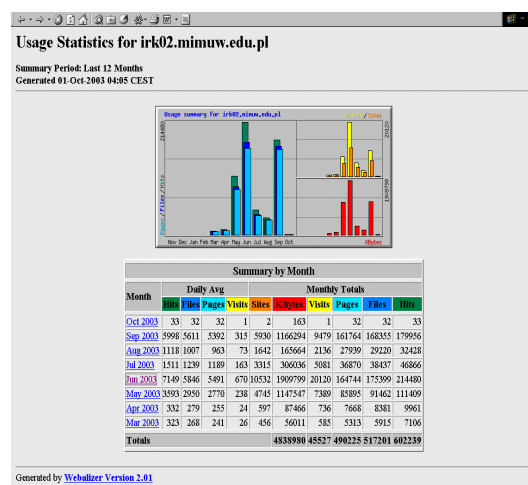 Usage Statistics for irk02.mimuw.edu.pl
Summary Period: Last 12 Months
Generated 01-Oct-2003 04:05 CEST
Usage summary for irk02.mimuw.edu.pl
Visits / Sites
214480
20120
Pages / Files / Hits
1909799
Nov Dec Jan Feb Mar Apr May Jun Jul Aug Sep Oct
KBytes
Summary by Month
Month Daily Avg Monthly Totals
Hits Files Pages Visits Sites KBytes Visits Pages Files Hits
Oct 2003 33 32 32 1 2 163 1 32 32 33
Sep 2003 5998 5611 5392 315 5930 1166294 9479 161764 168355 179956
Aug 2003 1118 1007 963 73 1642 165664 2136 27939 29220 32428
Jul 2003 1511 1239 1189 163 3315 306036 5081 36870 38437 46866
Jun 2003 7149 5846 5491 670 10532 1909799 20120 164744 175399 214480
May 2003 3593 2950 2770 238 4745 1147547 7389 85895 91462 111409
Apr 2003 332 279 255 24 597 87466 736 7668 8381 9961
Mar 2003 323 268 241 26 456 56011 585 5313 5915 7106
Totals 4838980 45527 490225 517201 602239
Generated by Webalizer Version 2.01